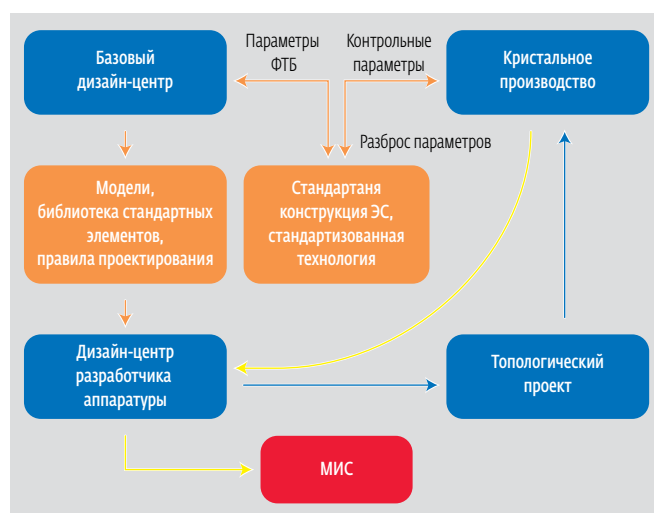 Базовый
дизайн-центр
Параметры
ФТБ
Контрольные
параметры
Кристальное
производство
Разброс параметров
Модели,
библиотека стандартных
элементов,
правила проектирования
Стандартаня
конструкция ЭС,
стандартизованная
технология
Дизайн-центр
разработчика
аппаратуры
Топологический
проект
МИС